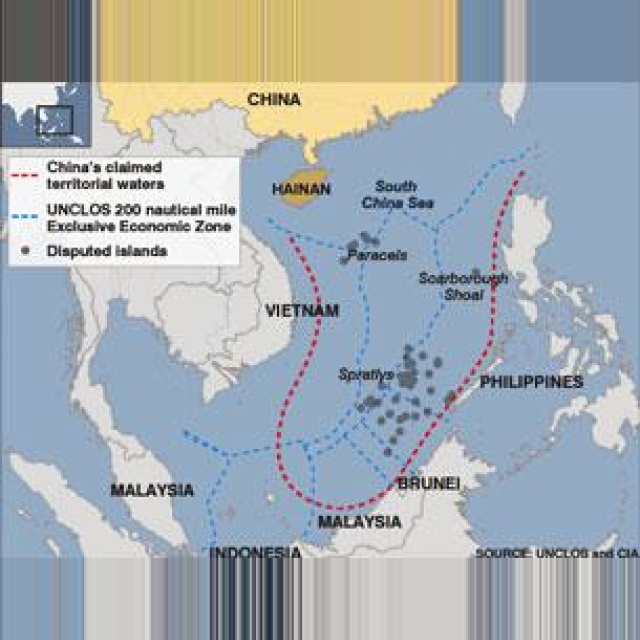 CHINA
China's claimed
territorial waters
UNCLOS 200 nautical mile
Exclusive Economic Zone
Disputed islands
HAINAN
South
China Sea
Paracels
Scarborough
Shoal
VIETNAM
Spratlys
PHILIPPINES
BRUNEI
MALAYSIA
MALAYSIA
INDONESIA
SOURCE: UNCLOS and CIA